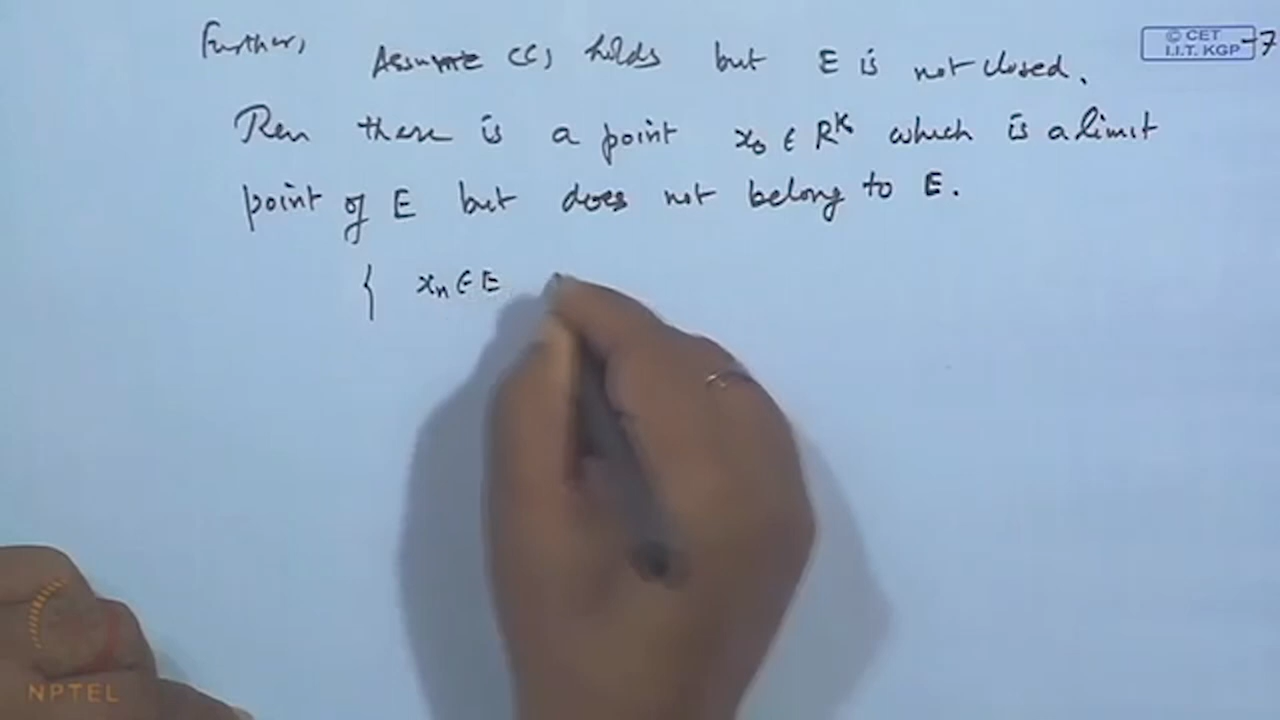 Further, Assume (C) holds but E is not closed.
© CET
I.I.T. KGP
-7
Then there is a point x₀ ∈ Rᵏ which is a limit
point of E but does not belong to E.
{ xₙ ∈ E
NPTEL